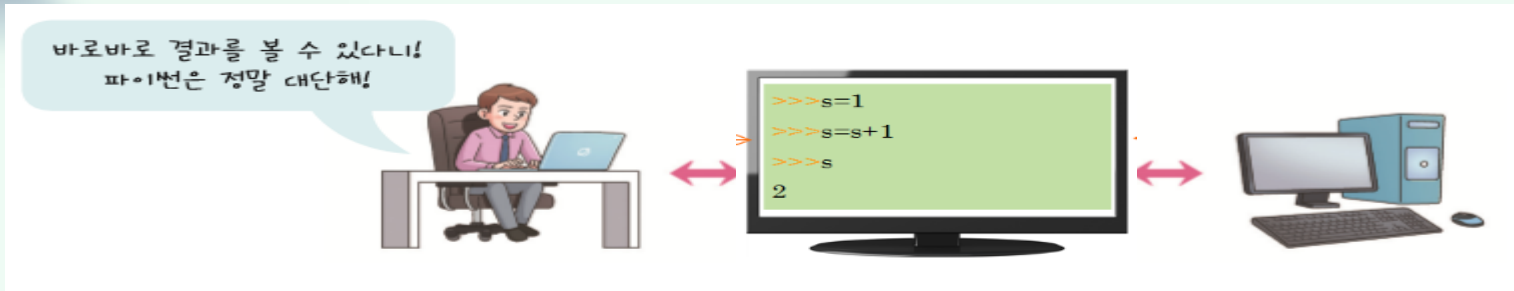 바로바로 결과를 볼 수 있다니!
파이썬은 정말 대단해!
>>>s=1
>>>s=s+1
>>>s
2